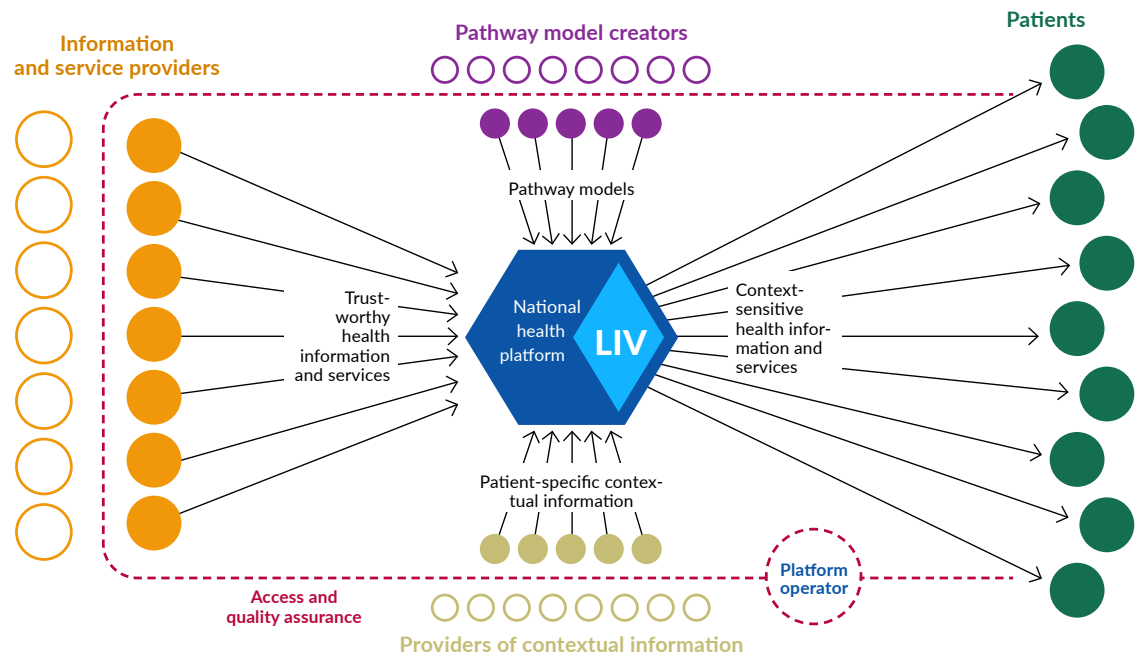 Information
and service providers
Pathway model creators
Patients
Pathway models
Trust-
worthy
health
information
and services
National
health
platform
LIV
Context-
sensitive
health infor-
mation and
services
Patient-specific contex-
tual information
Platform
operator
Access and
quality assurance
Providers of contextual information